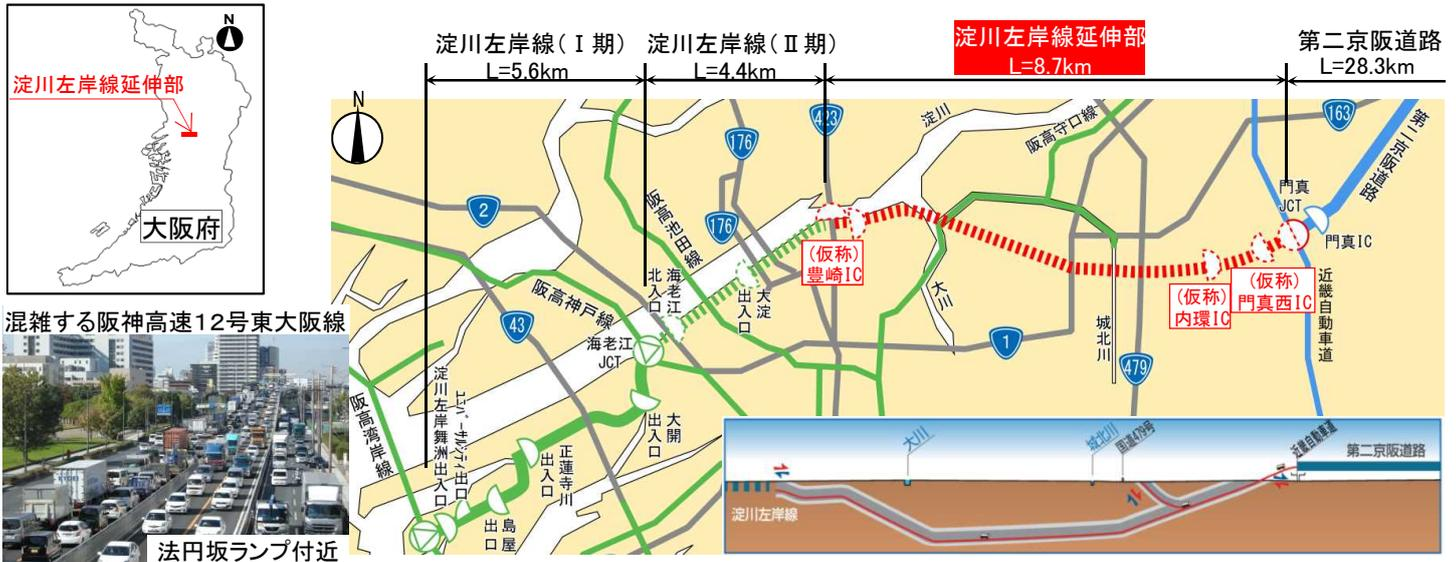 N
淀川左岸線延伸部
大阪府
淀川左岸線(Ⅰ期)
L=5.6km
淀川左岸線(Ⅱ期)
L=4.4km
淀川左岸線延伸部
L=8.7km
第二京阪道路
L=28.3km
N
423
淀川
176
阪高守口線
163
第二京阪道路
2
阪高池田線
176
門真
JCT
門真IC
(仮称)
豊崎IC
(仮称)
内環IC
(仮称)
門真西IC
近畿自動車道
海老江
北入口
大淀
出入口
大川
阪高神戸線
43
海老江
JCT
1
城北川
479
混雑する阪神高速12号東大阪線
法円坂ランプ付近
阪高湾岸線
淀川左岸舞洲出入口
ユニバーサルシティ出口
島屋
出口
正蓮寺川
出入口
大開
出入口
大川
城北川
国道479号
近畿自動車道
第二京阪道路
淀川左岸線